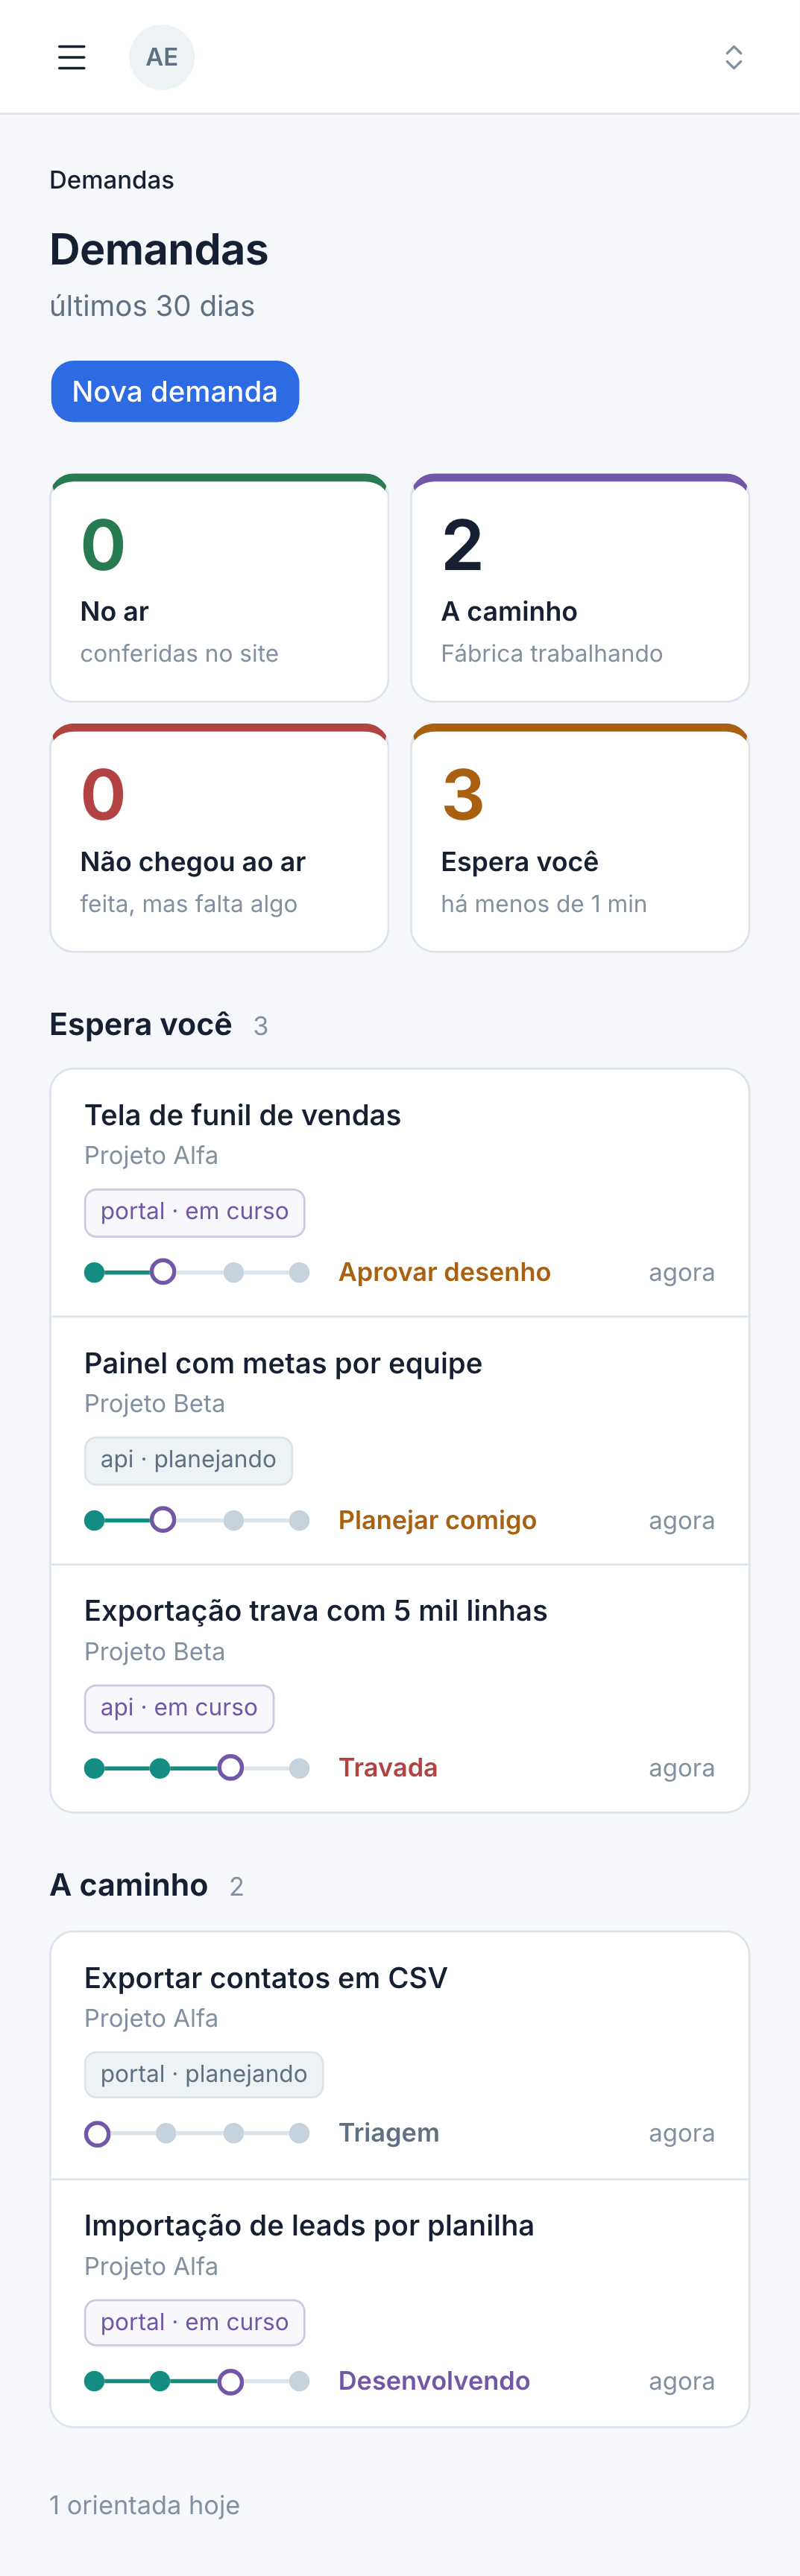 AE
Demandas
Demandas
últimos 30 dias
Nova demanda
0
No ar
conferidas no site
2
A caminho
Fábrica trabalhando
0
Não chegou ao ar
feita, mas falta algo
3
Espera você
há menos de 1 min
Espera você 3
Tela de funil de vendas
Projeto Alfa
portal · em curso
Aprovar desenho agora
Painel com metas por equipe
Projeto Beta
api · planejando
Planejar comigo agora
Exportação trava com 5 mil linhas
Projeto Beta
api · em curso
Travada agora
A caminho 2
Exportar contatos em CSV
Projeto Alfa
portal · planejando
Triagem agora
Importação de leads por planilha
Projeto Alfa
portal · em curso
Desenvolvendo agora
1 orientada hoje